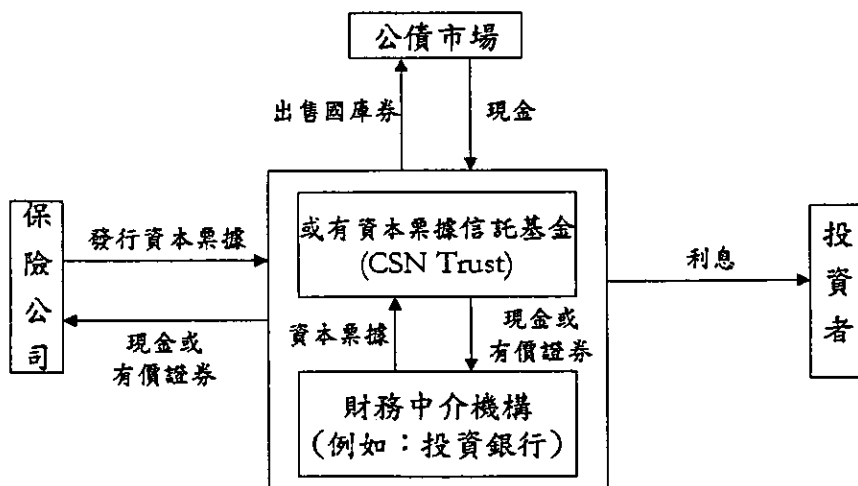 公債市場
出售國庫券
現金
保險公司
發行資本票據
現金或
有價證券
或有資本票據信託基金
(CSN Trust)
資本票據
現金或
有價證券
財務中介機構
(例如：投資銀行)
利息
投資者